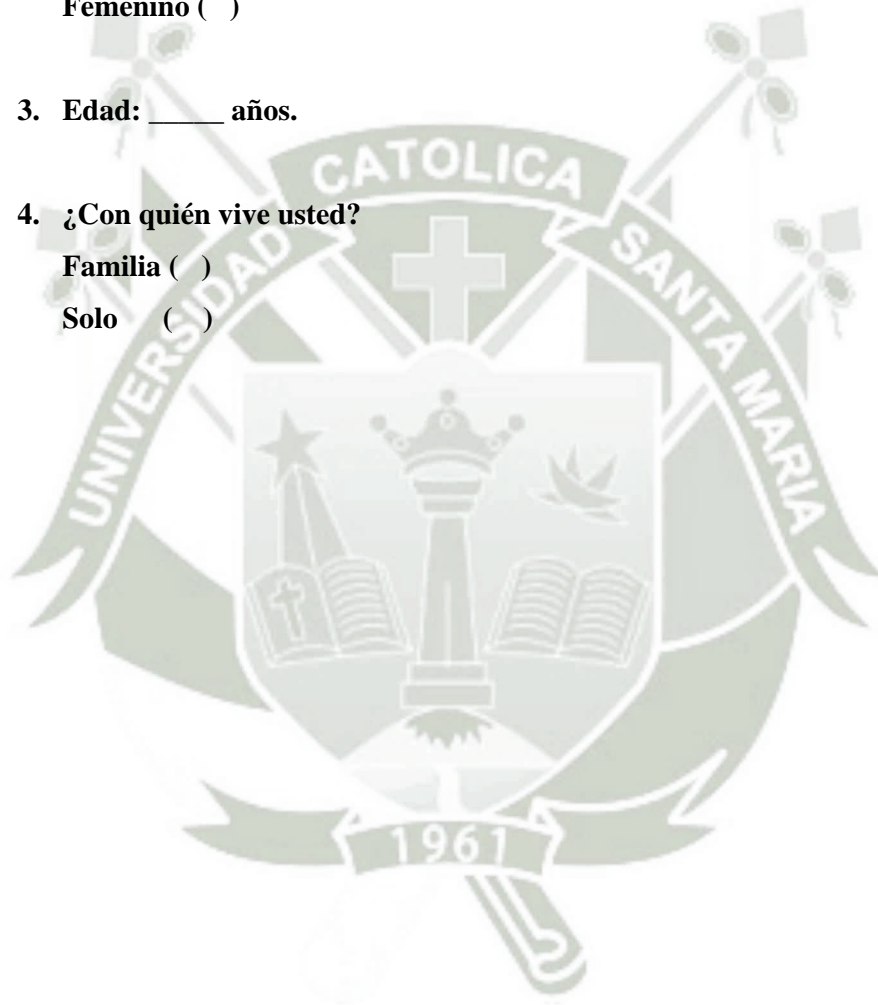 Femenino ( )
3. Edad: _____ años.
4. ¿Con quién vive usted?
Familia ( )
Solo ( )
UNIVERSIDAD CATOLICA SANTA MARIA
1961